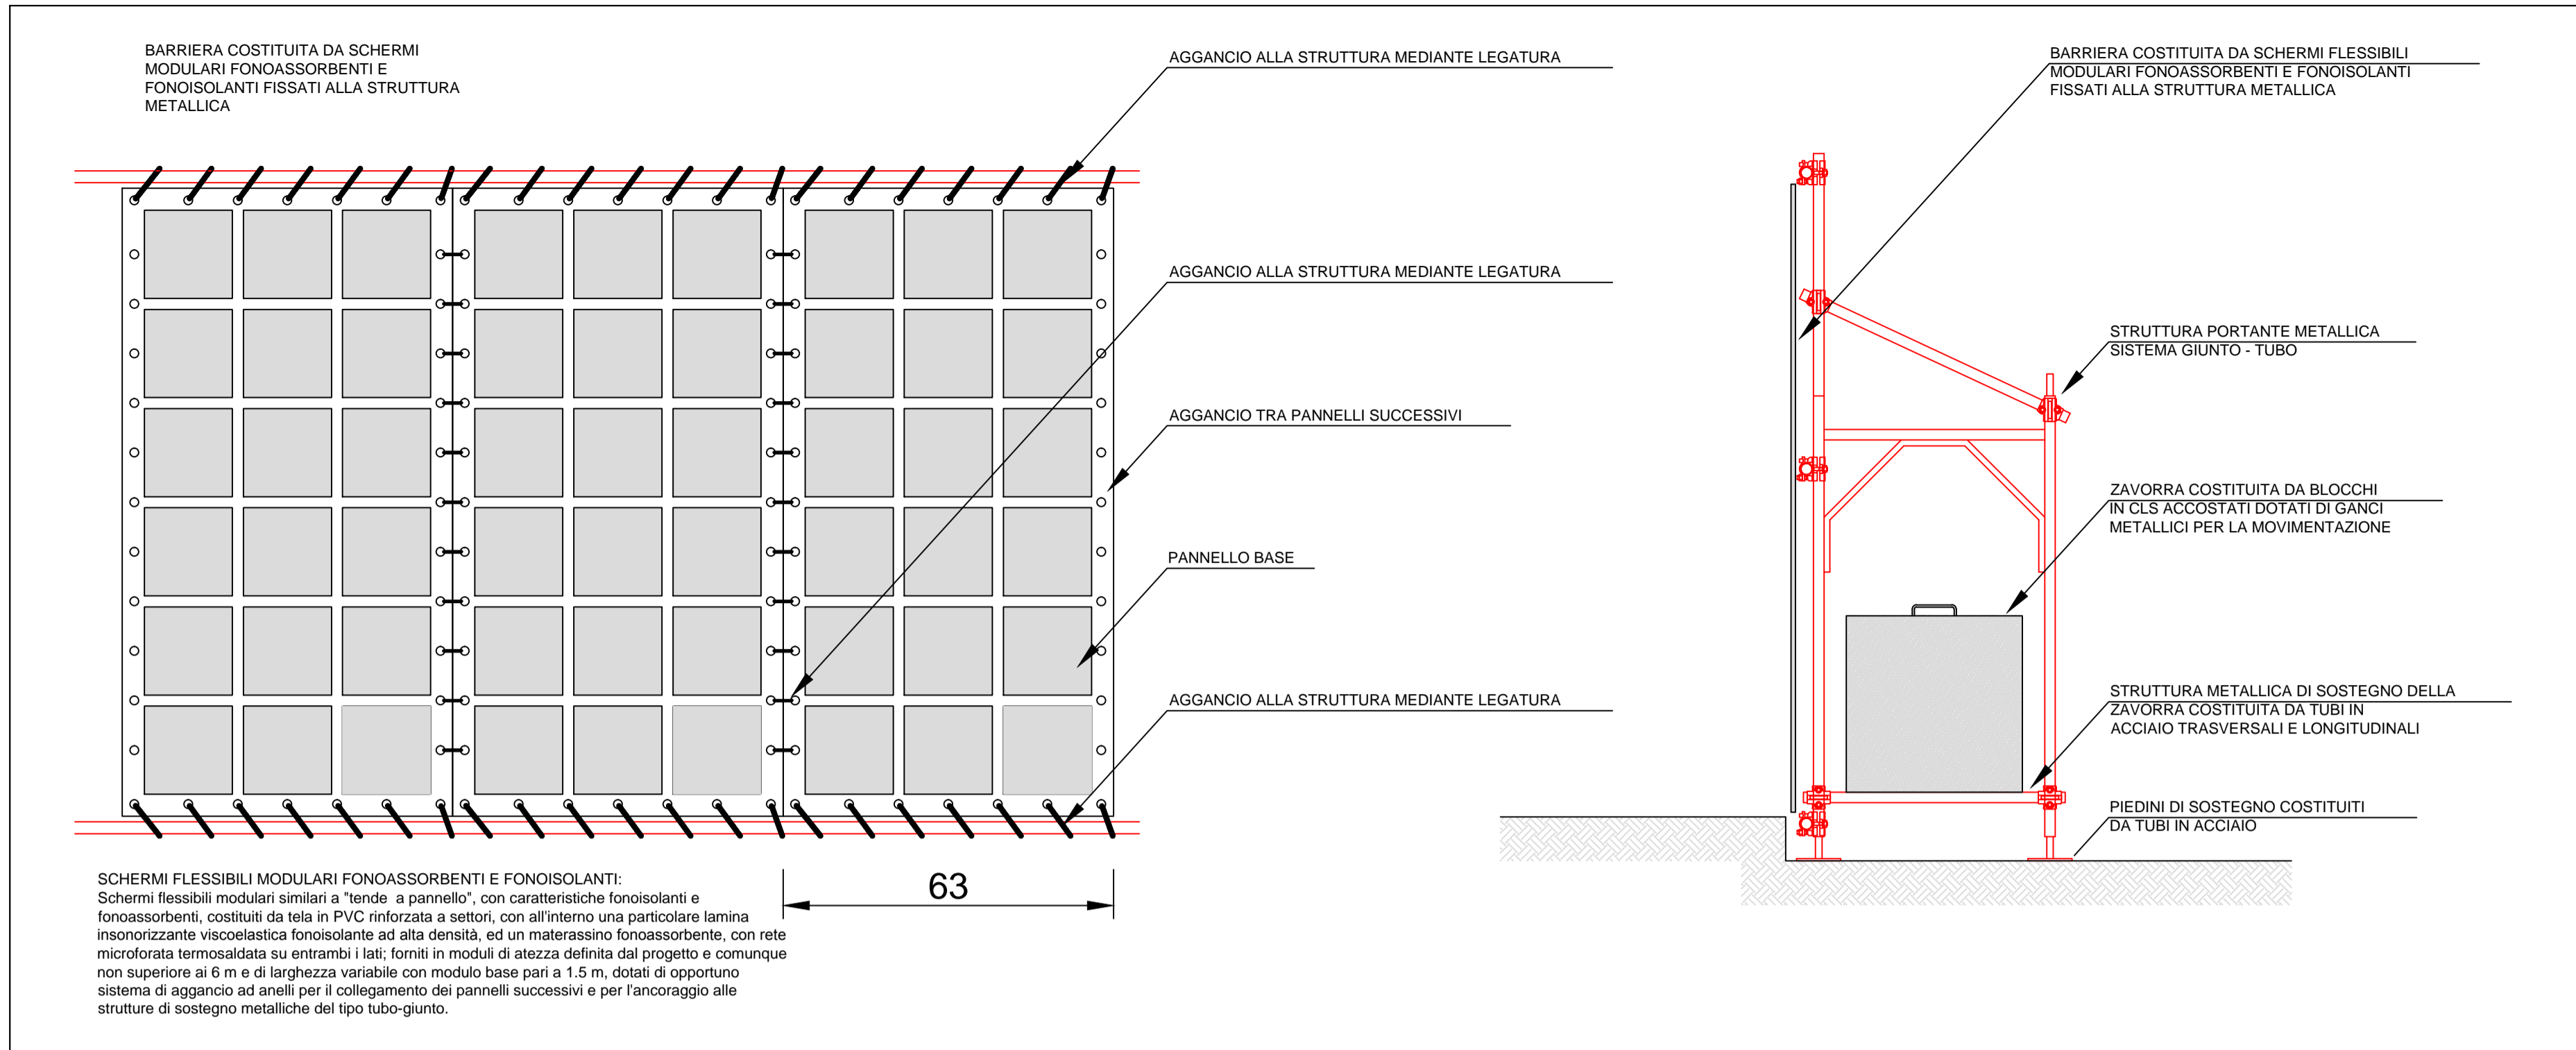 BARRIERA COSTITUITA DA SCHERMI
MODULARI FONOASSORBENTI E
FONOISOLANTI FISSATI ALLA STRUTTURA
METALLICA
AGGANCIO ALLA STRUTTURA MEDIANTE LEGATURA
AGGANCIO ALLA STRUTTURA MEDIANTE LEGATURA
AGGANCIO TRA PANNELLI SUCCESSIVI
PANNELLO BASE
AGGANCIO ALLA STRUTTURA MEDIANTE LEGATURA
63
SCHERMI FLESSIBILI MODULARI FONOASSORBENTI E FONOISOLANTI:
Schermi flessibili modulari similari a "tende a pannello", con caratteristiche fonoisolanti e
fonoassorbenti, costituiti da tela in PVC rinforzata a settori, con all'interno una particolare lamina
insonorizzante viscoelastica fonoisolante ad alta densità, ed un materassino fonoassorbente, con rete
microforata termosaldata su entrambi i lati; forniti in moduli di atezza definita dal progetto e comunque
non superiore ai 6 m e di larghezza variabile con modulo base pari a 1.5 m, dotati di opportuno
sistema di aggancio ad anelli per il collegamento dei pannelli successivi e per l'ancoraggio alle
strutture di sostegno metalliche del tipo tubo-giunto.
BARRIERA COSTITUITA DA SCHERMI FLESSIBILI
MODULARI FONOASSORBENTI E FONOISOLANTI
FISSATI ALLA STRUTTURA METALLICA
STRUTTURA PORTANTE METALLICA
SISTEMA GIUNTO - TUBO
ZAVORRA COSTITUITA DA BLOCCHI
IN CLS ACCOSTATI DOTATI DI GANCI
METALLICI PER LA MOVIMENTAZIONE
STRUTTURA METALLICA DI SOSTEGNO DELLA
ZAVORRA COSTITUITA DA TUBI IN
ACCIAIO TRASVERSALI E LONGITUDINALI
PIEDINI DI SOSTEGNO COSTITUITI
DA TUBI IN ACCIAIO